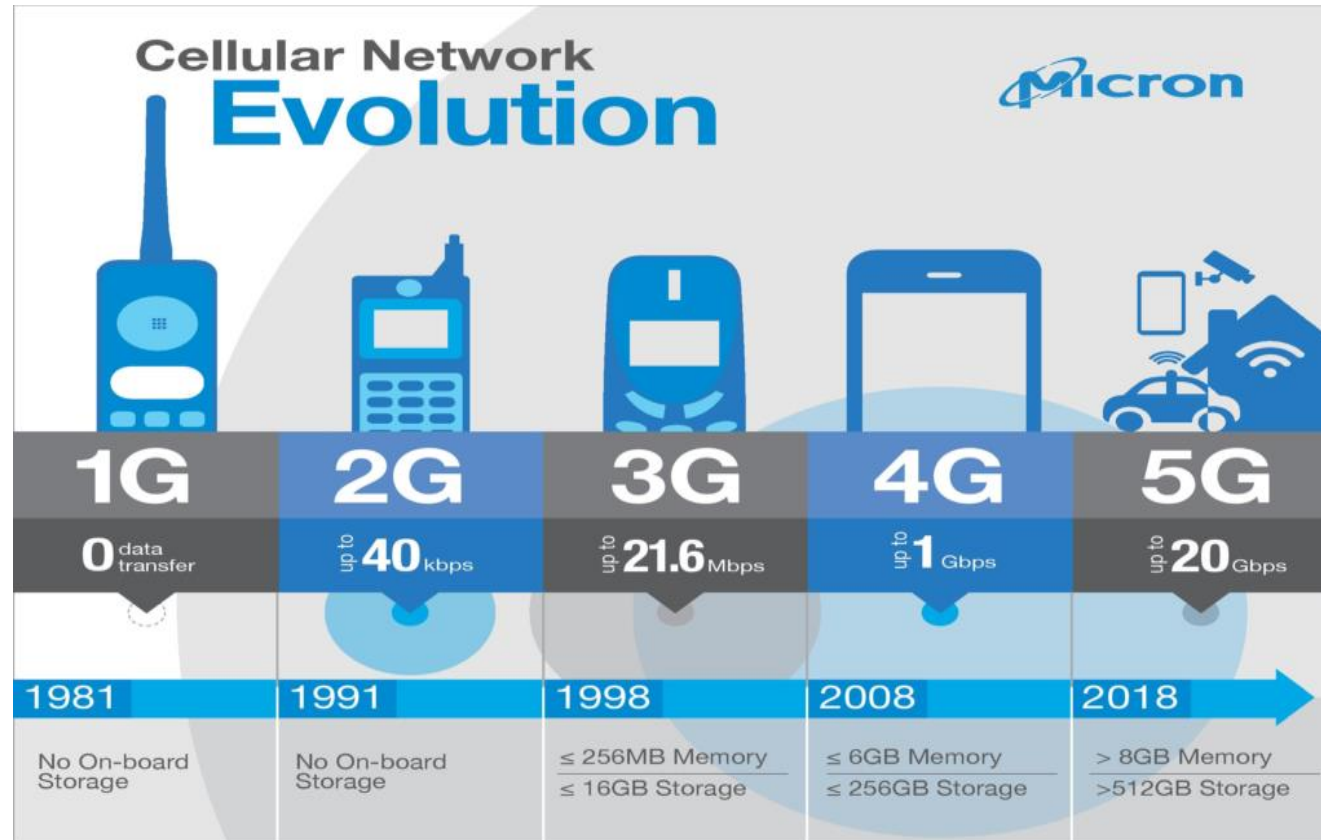 Cellular Network
Evolution
Micron
1G
2G
3G
4G
5G
0 data transfer
up to 40 kbps
up to 21.6 Mbps
up to 1 Gbps
up to 20 Gbps
1981
1991
1998
2008
2018
No On-board
Storage
No On-board
Storage
≤ 256MB Memory
≤ 16GB Storage
≤ 6GB Memory
≤ 256GB Storage
> 8GB Memory
>512GB Storage